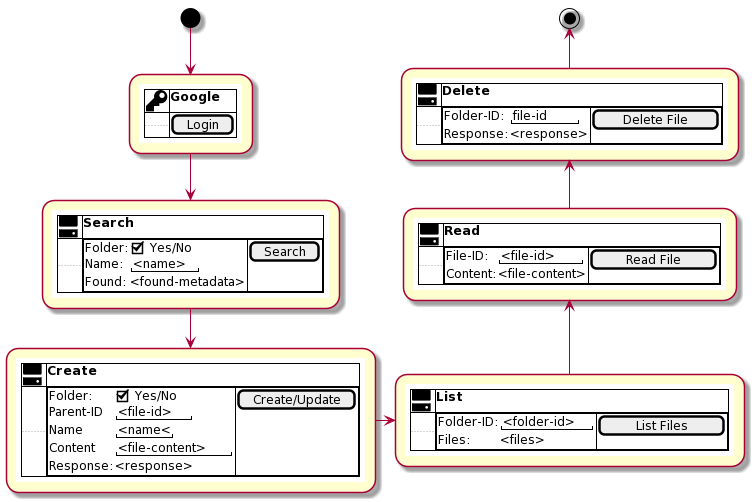 Google
Login
Search
Folder: Yes/No
Name: <name>
Found: <found-metadata>
Search
Create
Folder: Yes/No
Parent-ID <file-id>
Name <name<
Content <file-content>
Response: <response>
Create/Update
List
Folder-ID: <folder-id>
Files: <files>
List Files
Read
File-ID: <file-id>
Content: <file-content>
Read File
Delete
Folder-ID: file-id
Response: <response>
Delete File